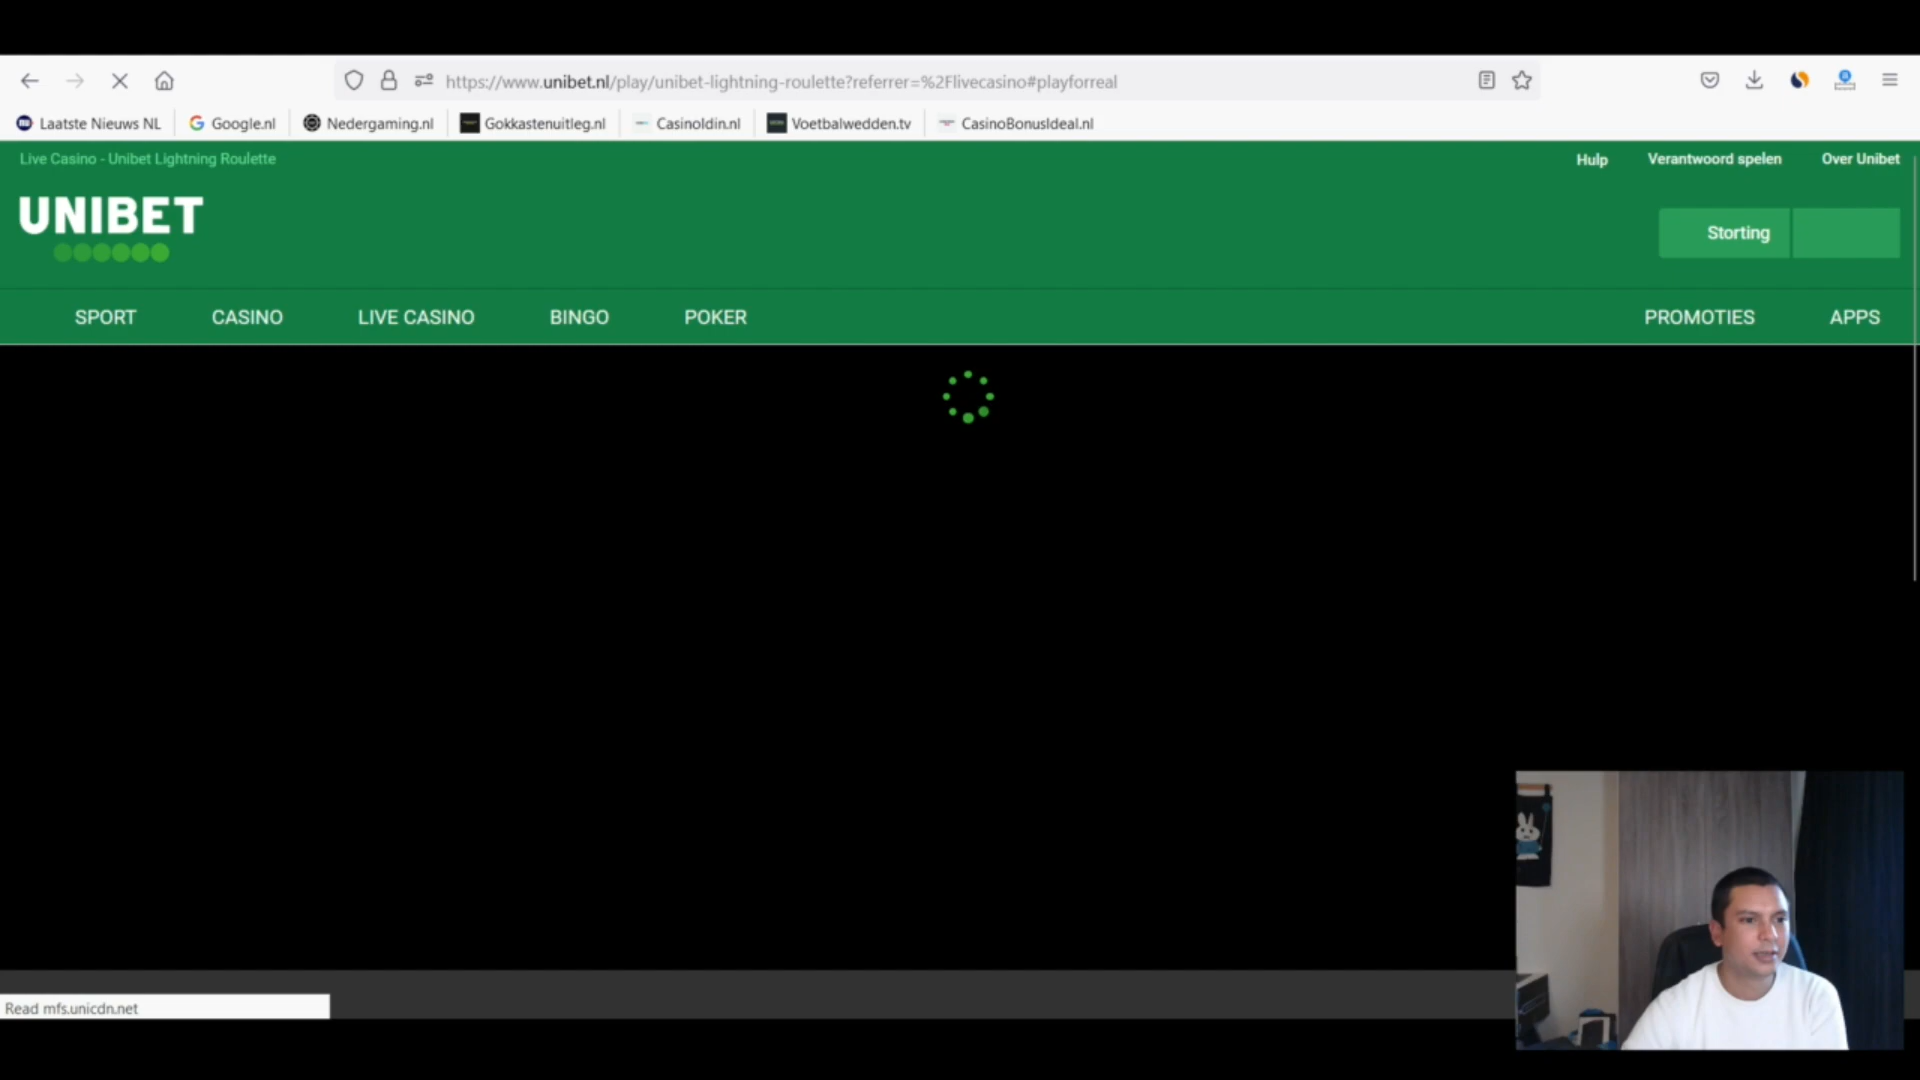 https://www.unibet.nl/play/unibet-lightning-roulette?referrer=%2Flivecasino#playforreal
Laatste Nieuws NL Google.nl Nedergaming.nl Gokkastenuitleg.nl Casinoldin.nl Voetbalwedden.tv CasinoBonusIdeal.nl
Live Casino - Unibet Lightning Roulette Hulp Verantwoord spelen Over Unibet
UNIBET
Storting
SPORT CASINO LIVE CASINO BINGO POKER PROMOTIES APPS
Read mfs.unicdn.net